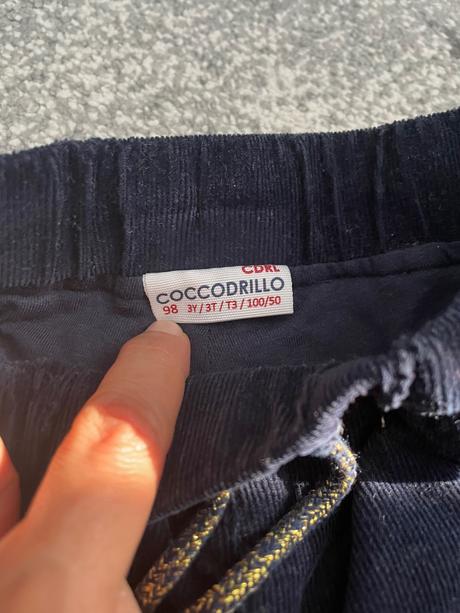 CDRL
COCCODRILLO
98 3Y / 3T / T3 / 100/50